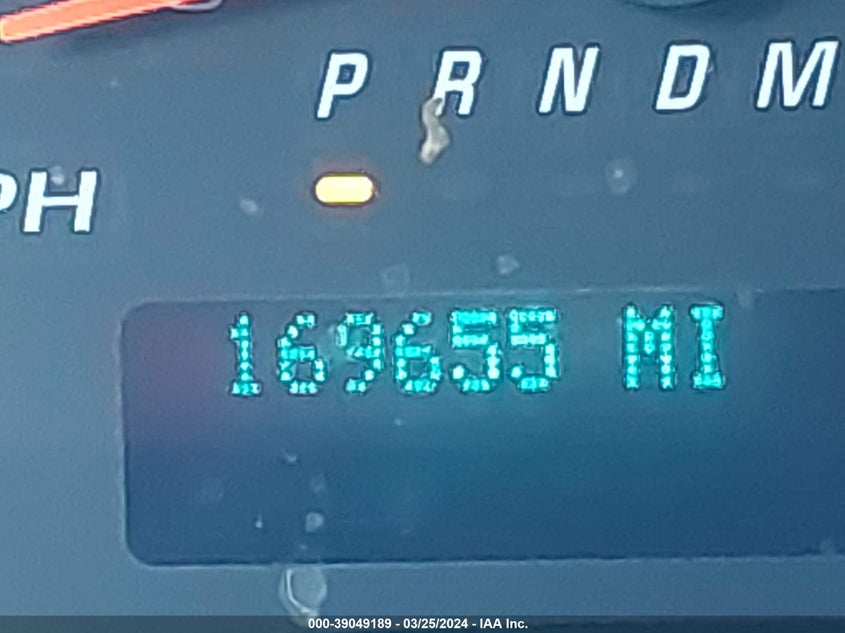 P R N D M
PH
169655 MI
000-39049189 - 03/25/2024 - IAA Inc.